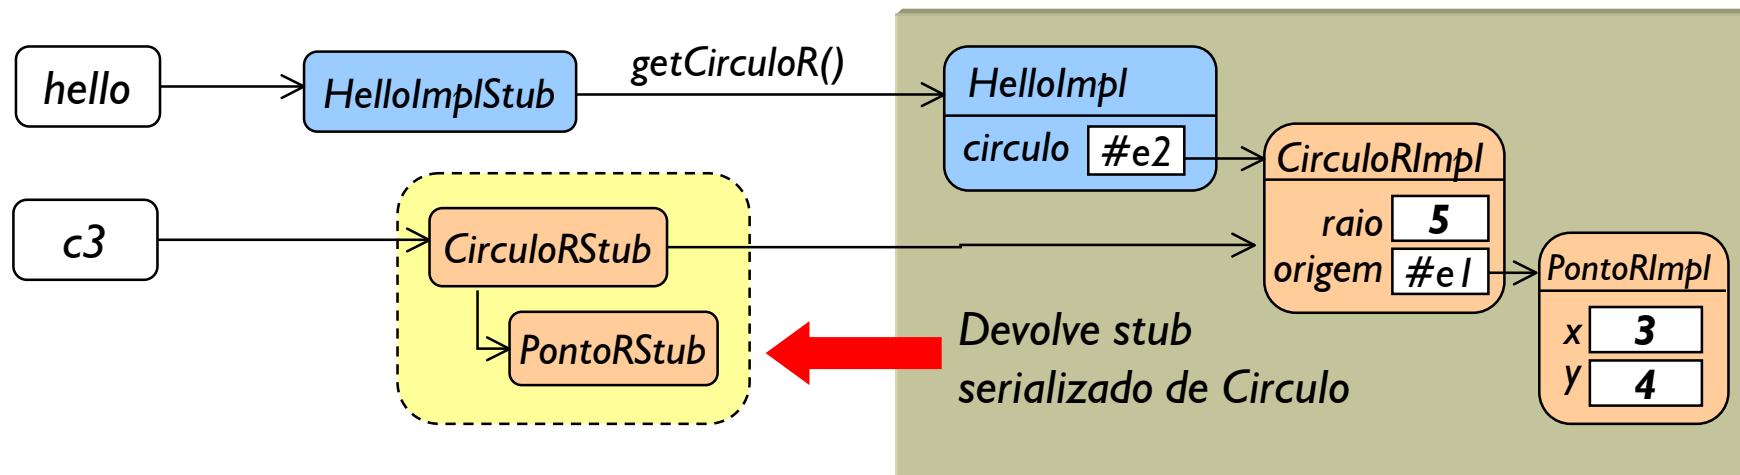 hello
HelloImplStub
getCirculoR()
HelloImpl
circulo #e2
CirculoRImpl
raio 5
origem #e1
PontoRImpl
x 3
y 4
c3
CirculoRStub
PontoRStub
Devolve stub
serializado de Circulo